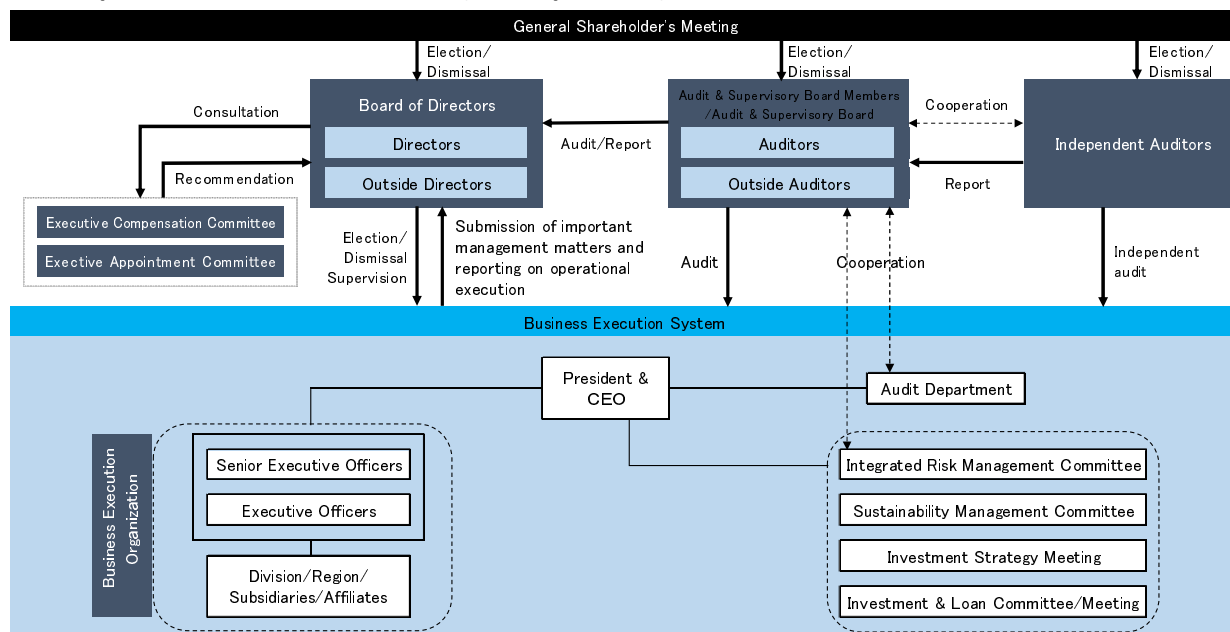 General Shareholder's Meeting
Election/
Dismissal
Election/
Dismissal
Election/
Dismissal
Board of Directors
Directors
Outside Directors
Audit & Supervisory Board Members
/Audit & Supervisory Board
Auditors
Outside Auditors
Independent Auditors
Consultation
Recommendation
Audit/Report
Cooperation
Report
Executive Compensation Committee
Exective Appointment Committee
Election/
Dismissal
Supervision
Submission of important
management matters and
reporting on operational
execution
Audit
Cooperation
Independent
audit
Business Execution System
President &
CEO
Audit Department
Business Execution
Organization
Senior Executive Officers
Executive Officers
Division/Region/
Subsidiaries/Affiliates
Integrated Risk Management Committee
Sustainability Management Committee
Investment Strategy Meeting
Investment & Loan Committee/Meeting